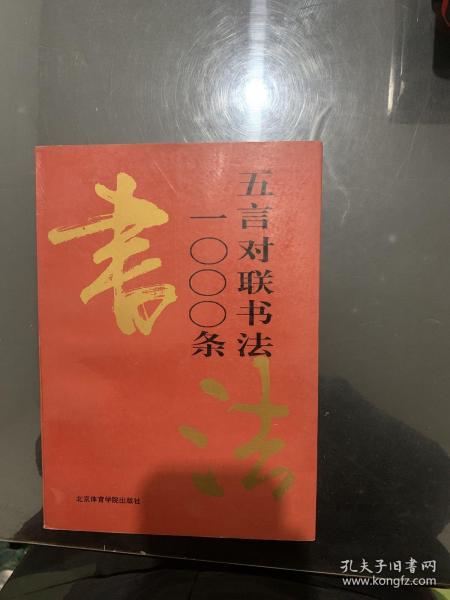 五言对联书法
一〇〇〇条
書
法
北京体育学院出版社
孔夫子旧书网
www.kongfz.com